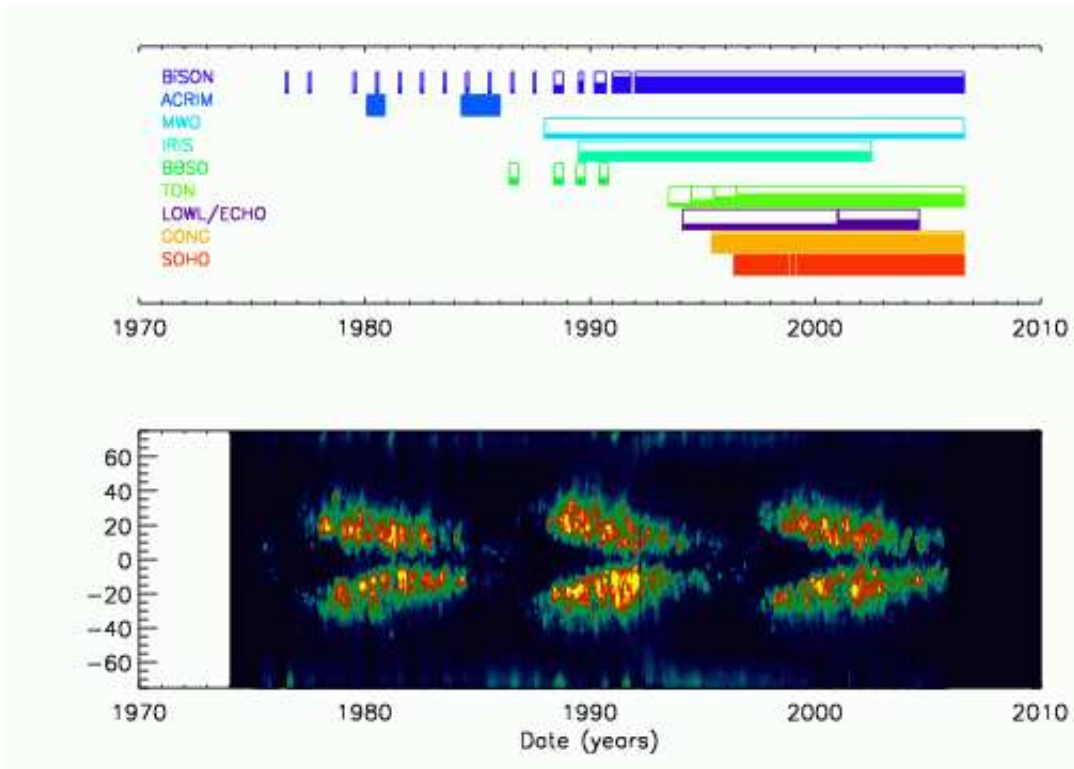 BiSON
ACRIM
MWO
IRIS
BBSO
TON
LOWL/ECHO
GONG
SOHO
1970 1980 1990 2000 2010
60
40
20
0
-20
-40
-60
1970 1980 1990 2000 2010
Date (years)